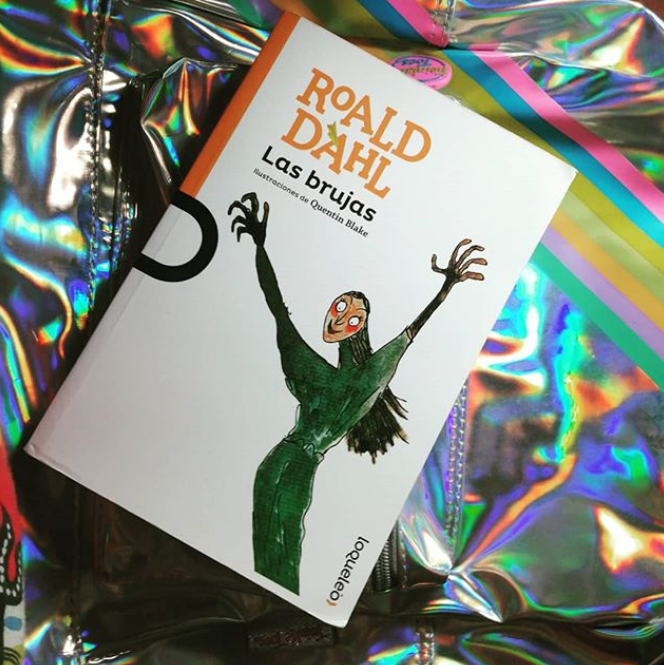 ROALD
DAHL
Las brujas
Ilustraciones de Quentin Blake
loqueleo